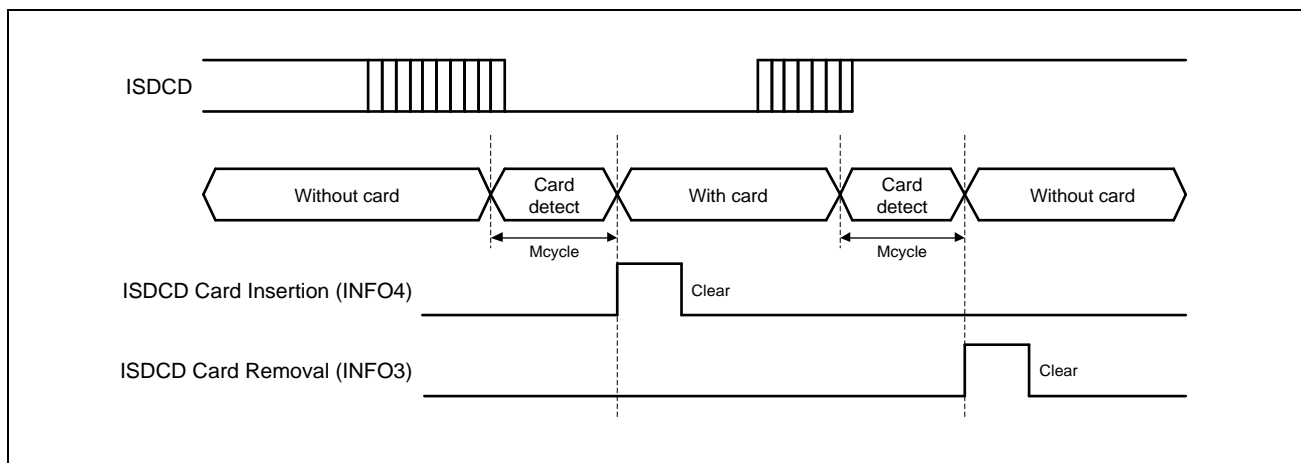 ISDCD
Without card
Card
detect
With card
Card
detect
Without card
Mcycle
Mcycle
ISDCD Card Insertion (INFO4)
Clear
ISDCD Card Removal (INFO3)
Clear